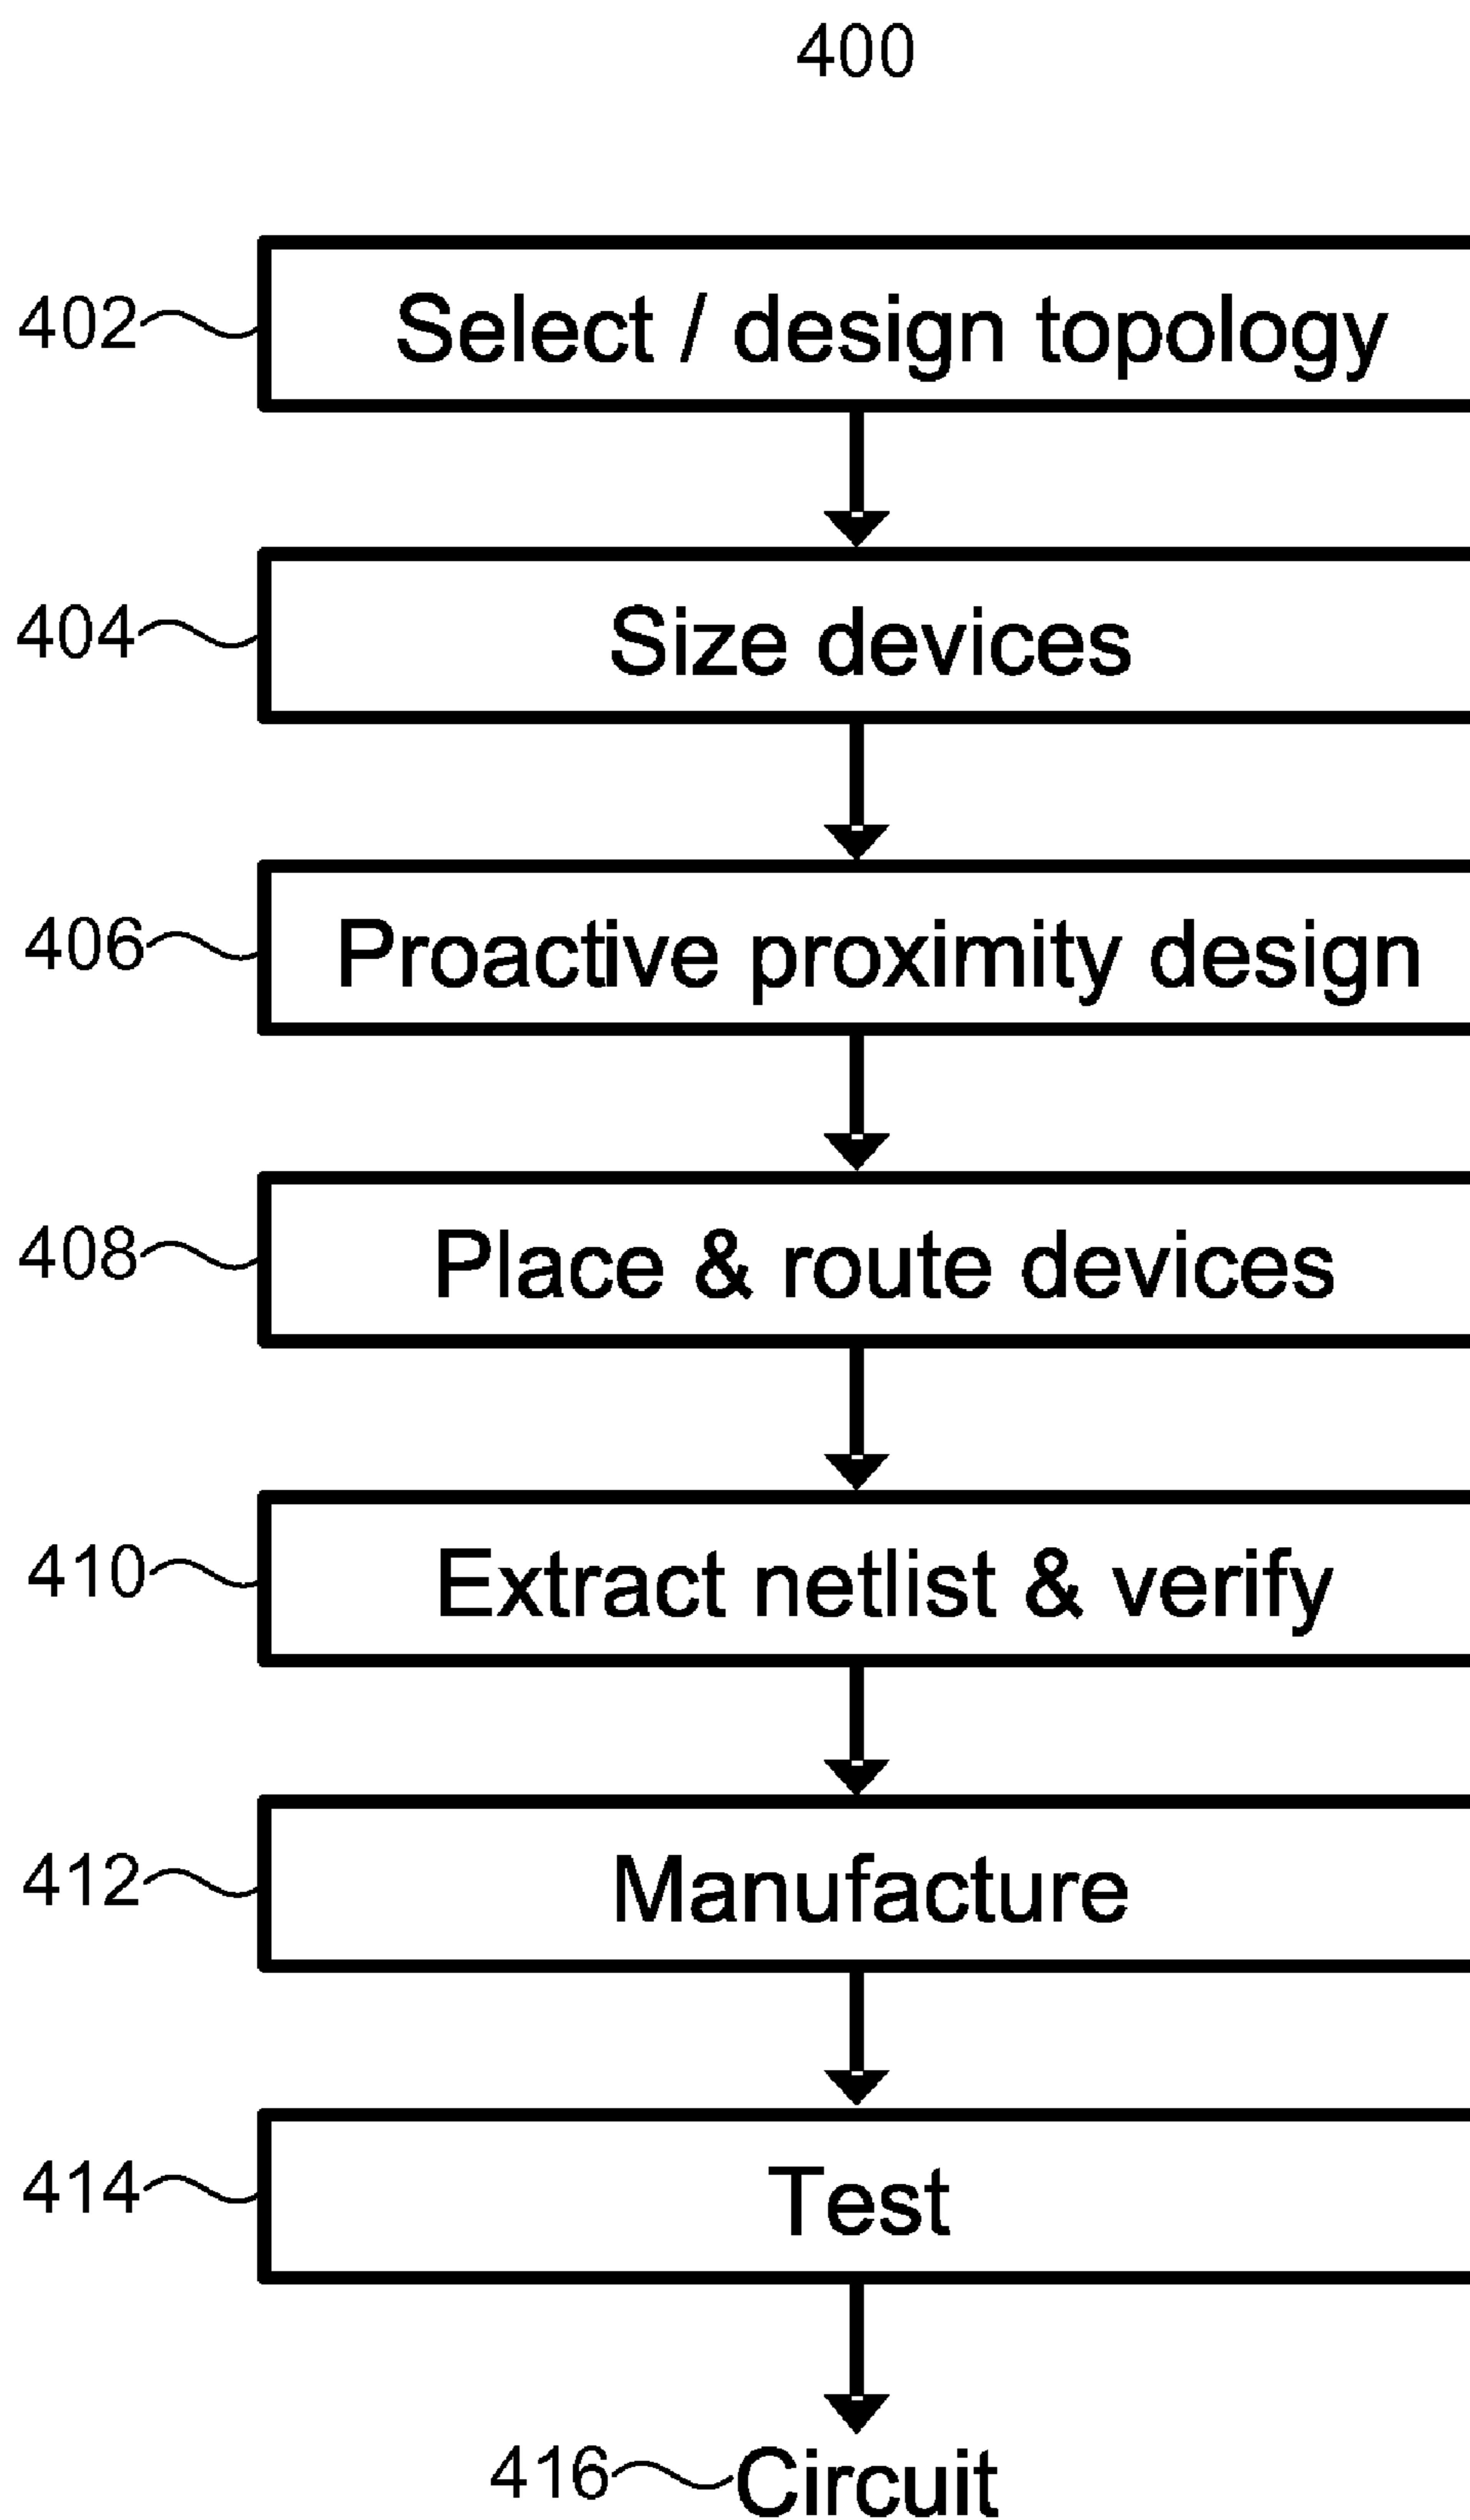 400
402 Select / design topology
404 Size devices
406 Proactive proximity design
408 Place & route devices
410 Extract netlist & verify
412 Manufacture
414 Test
416 Circuit